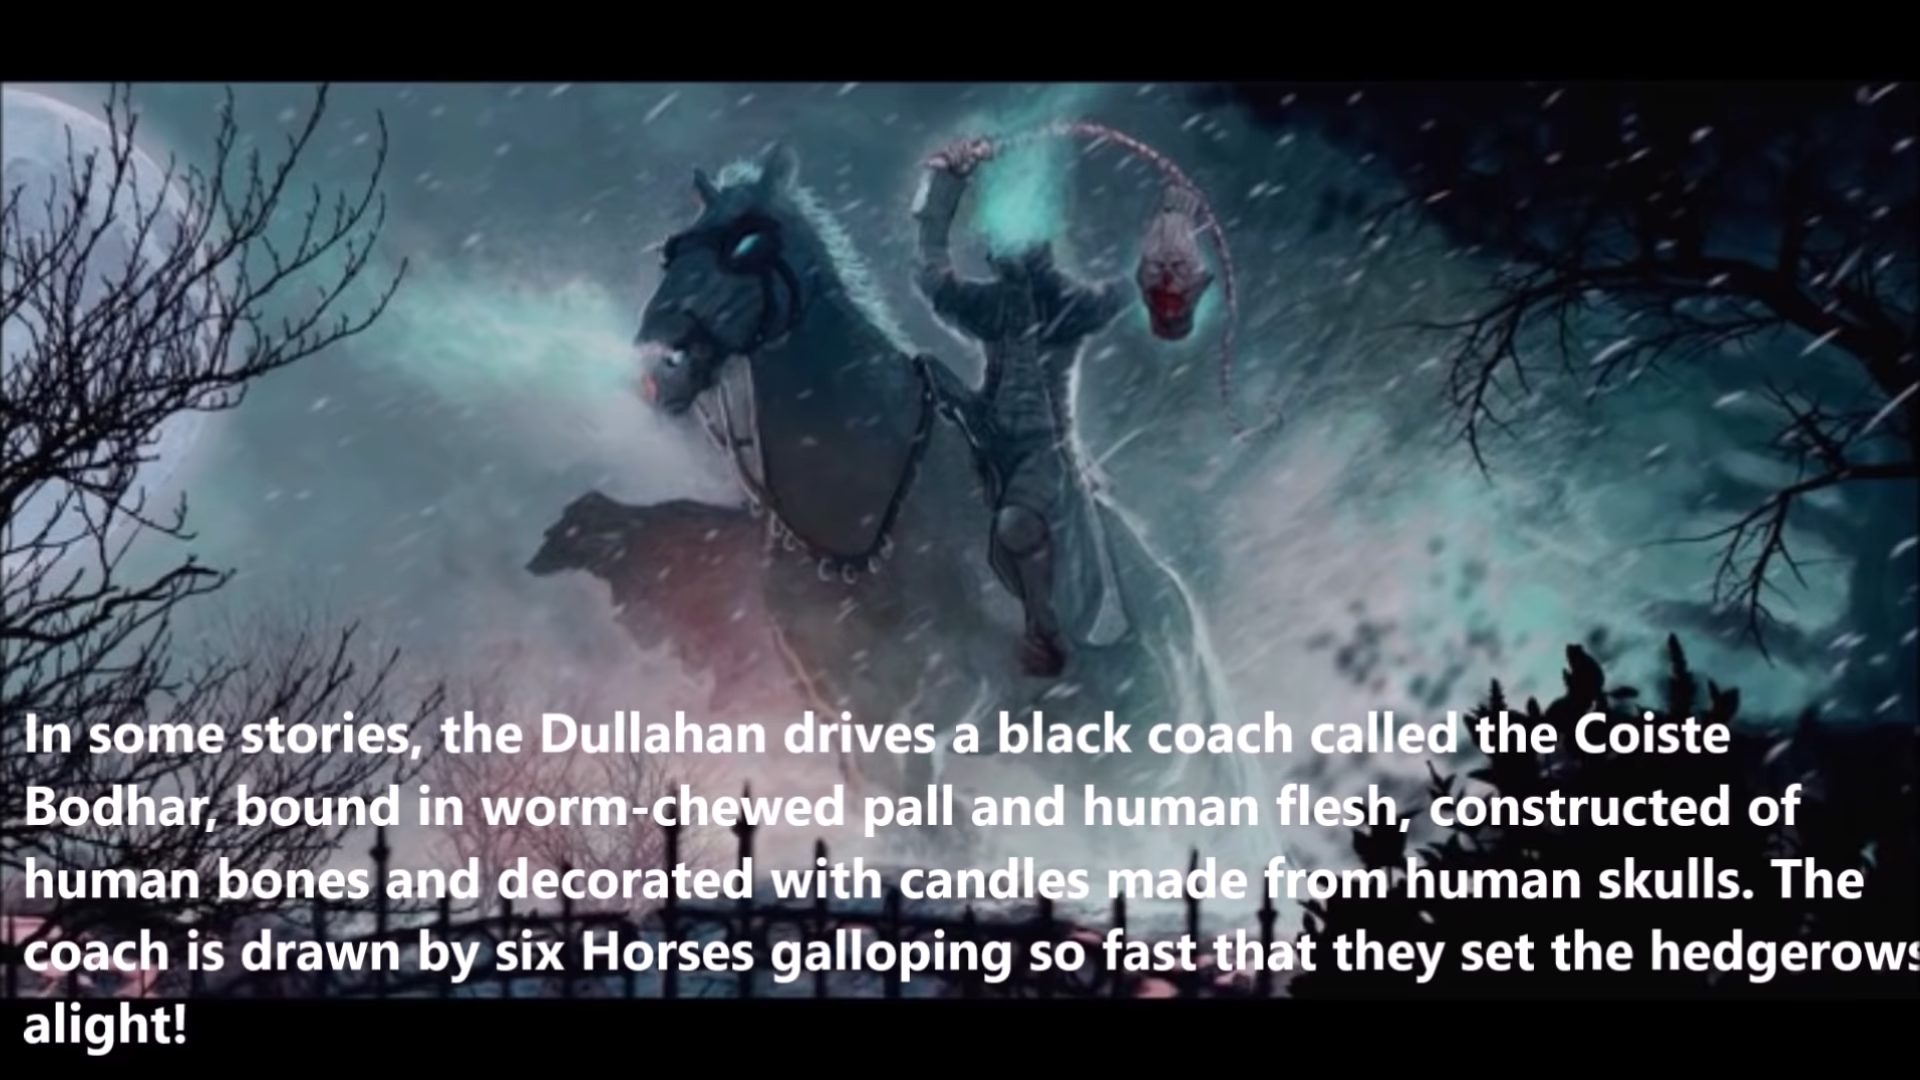 In some stories, the Dullahan drives a black coach called the Coiste
Bodhar, bound in worm-chewed pall and human flesh, constructed of
human bones and decorated with candles made from human skulls. The
coach is drawn by six Horses galloping so fast that they set the hedgerows
alight!